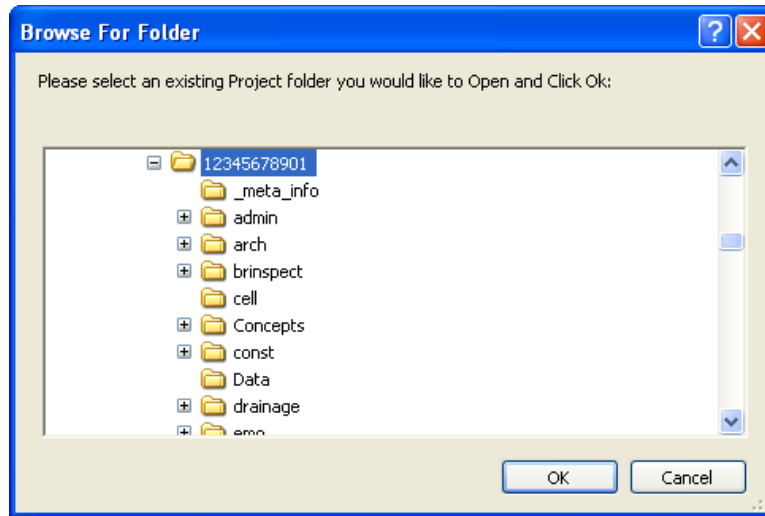 Browse For Folder
Please select an existing Project folder you would like to Open and Click Ok:
12345678901
_meta_info
admin
arch
brinspect
cell
Concepts
const
Data
drainage
OK
Cancel